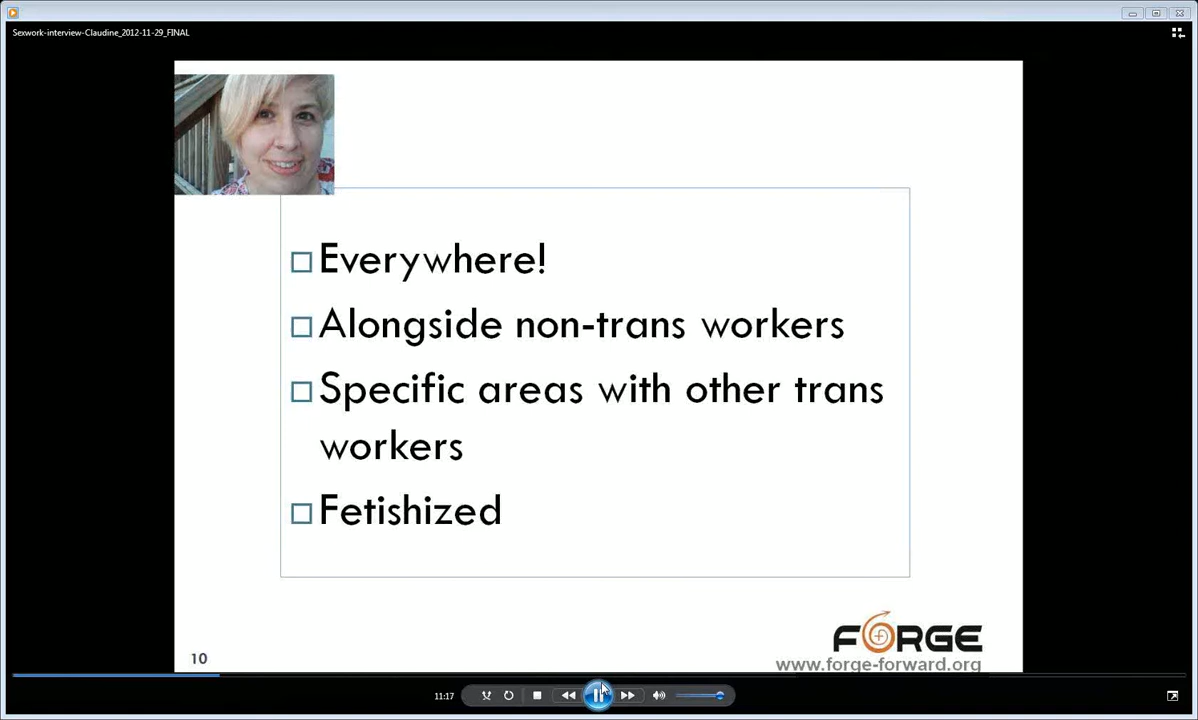 Sexwork-interview-Claudine_2012-11-29_FINAL
Everywhere!
Alongside non-trans workers
Specific areas with other trans
workers
Fetishized
FORGE
www.forge-forward.org
10
11:17